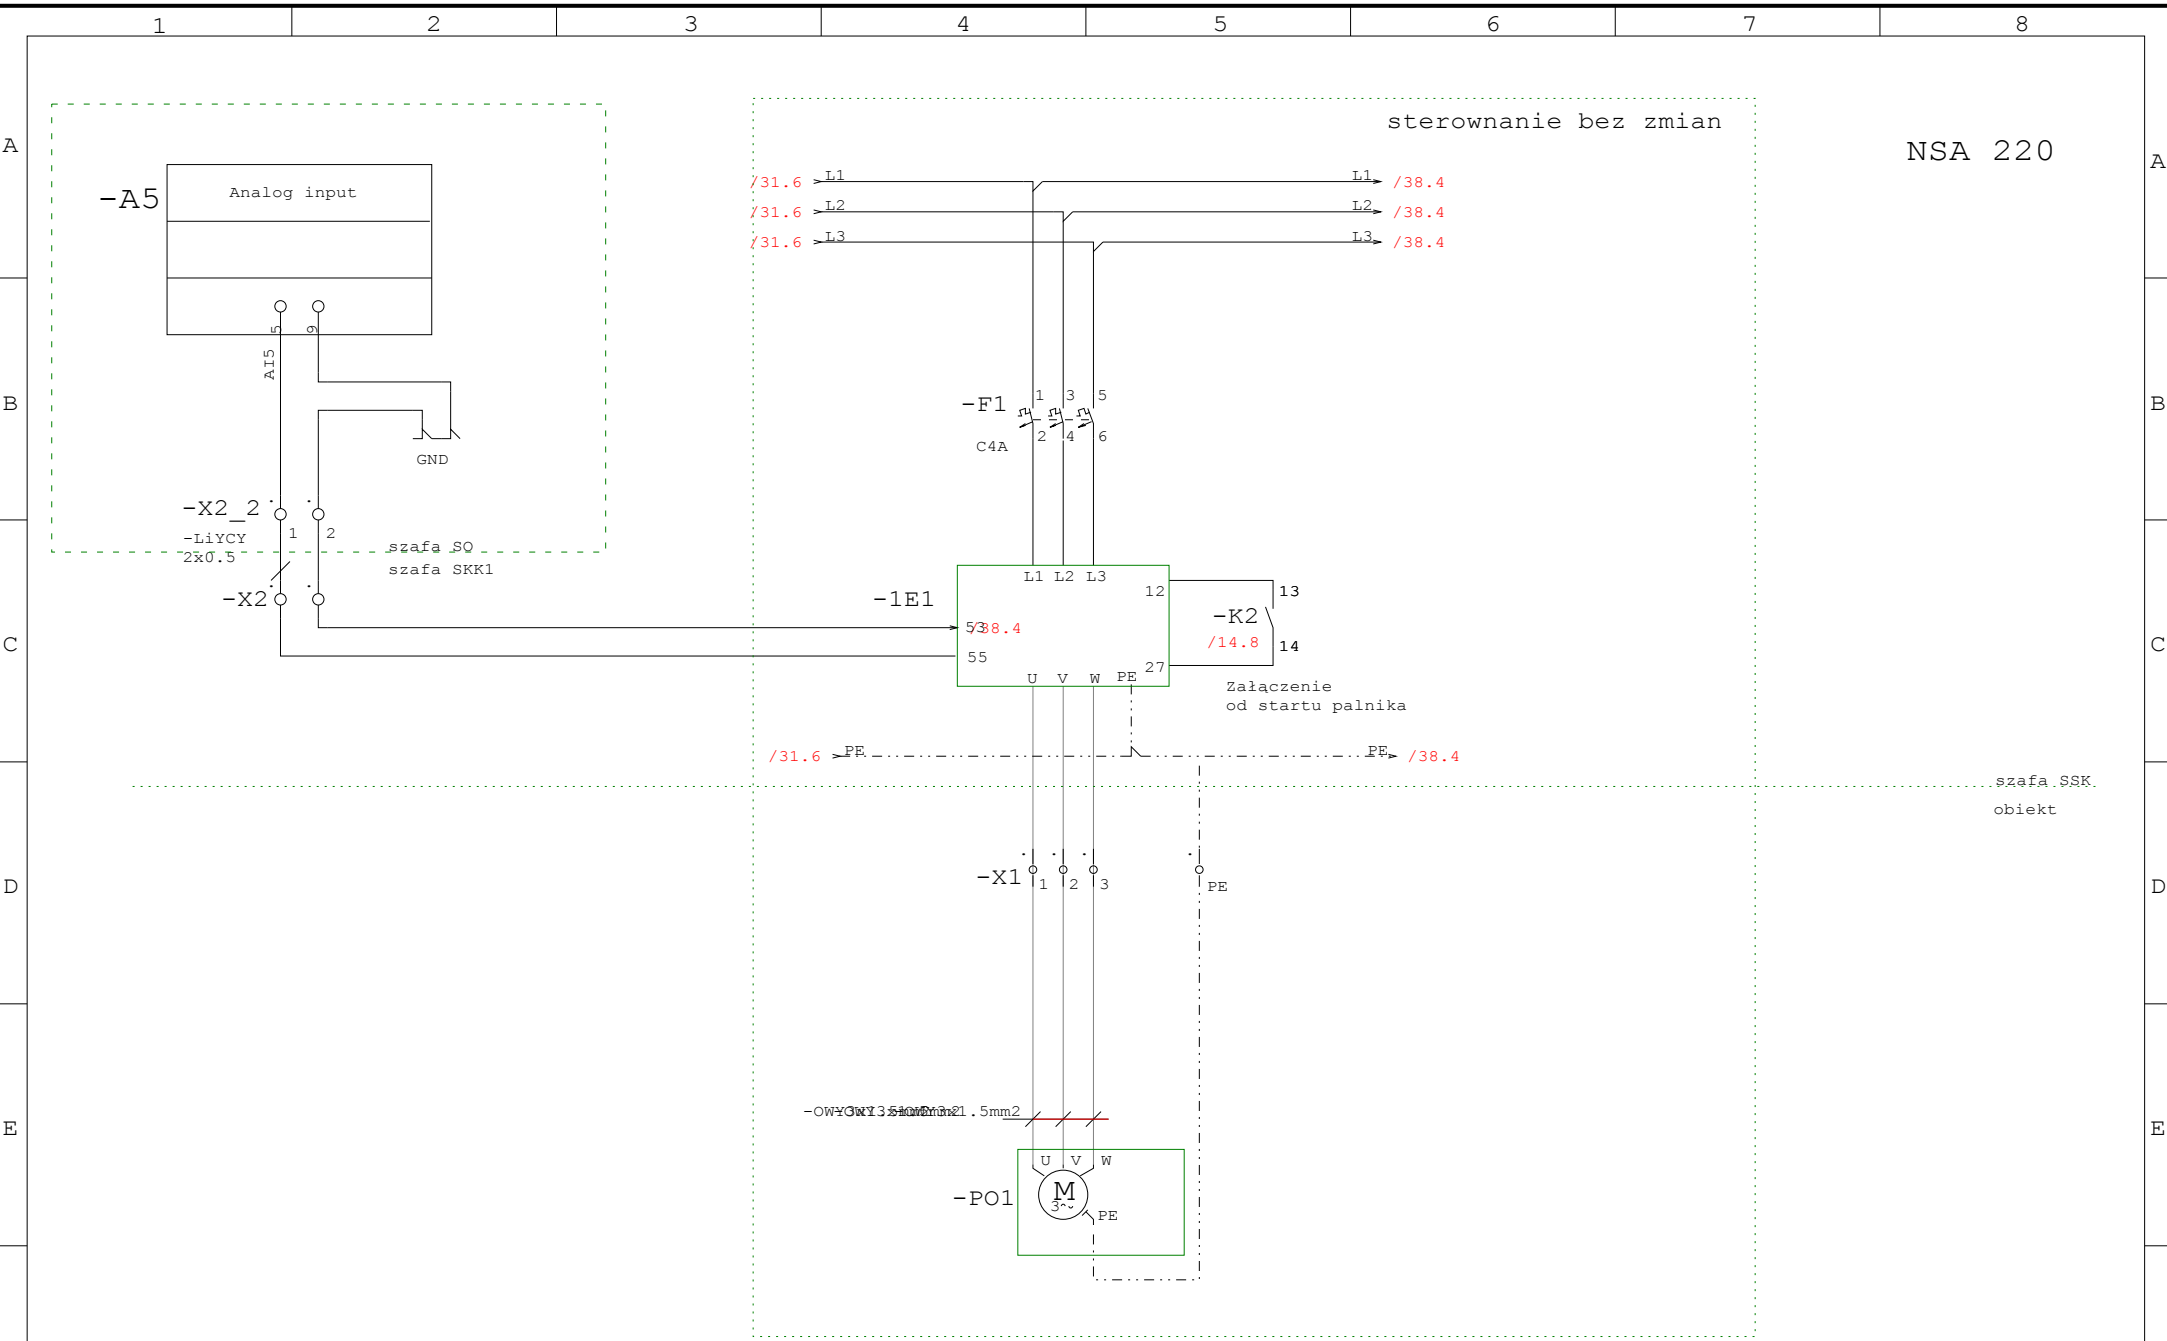 1 2 3 4 5 6 7 8
sterownanie bez zmian
A
NSA 220
A
-A5
Analog input
/31.6 L1 L1 /38.4
/31.6 L2 L2 /38.4
/31.6 L3 L3 /38.4
5 9
AI5
B
-F1
1 3 5
2 4 6
C4A
B
GND
-X2_2
1 2
-LiYCY
2x0.5
szafa SO
szafa SKK1
-X2
-1E1
L1 L2 L3
12
13
-K2
/14.8
14
53
/38.4
55
27
U V W PE
C
C
Załączenie
od startu palnika
/31.6 PE PE /38.4
szafa SSK
obiekt
D
-X1
1 2 3
PE
D
E
E
U V W
-PO1
M
3~
PE